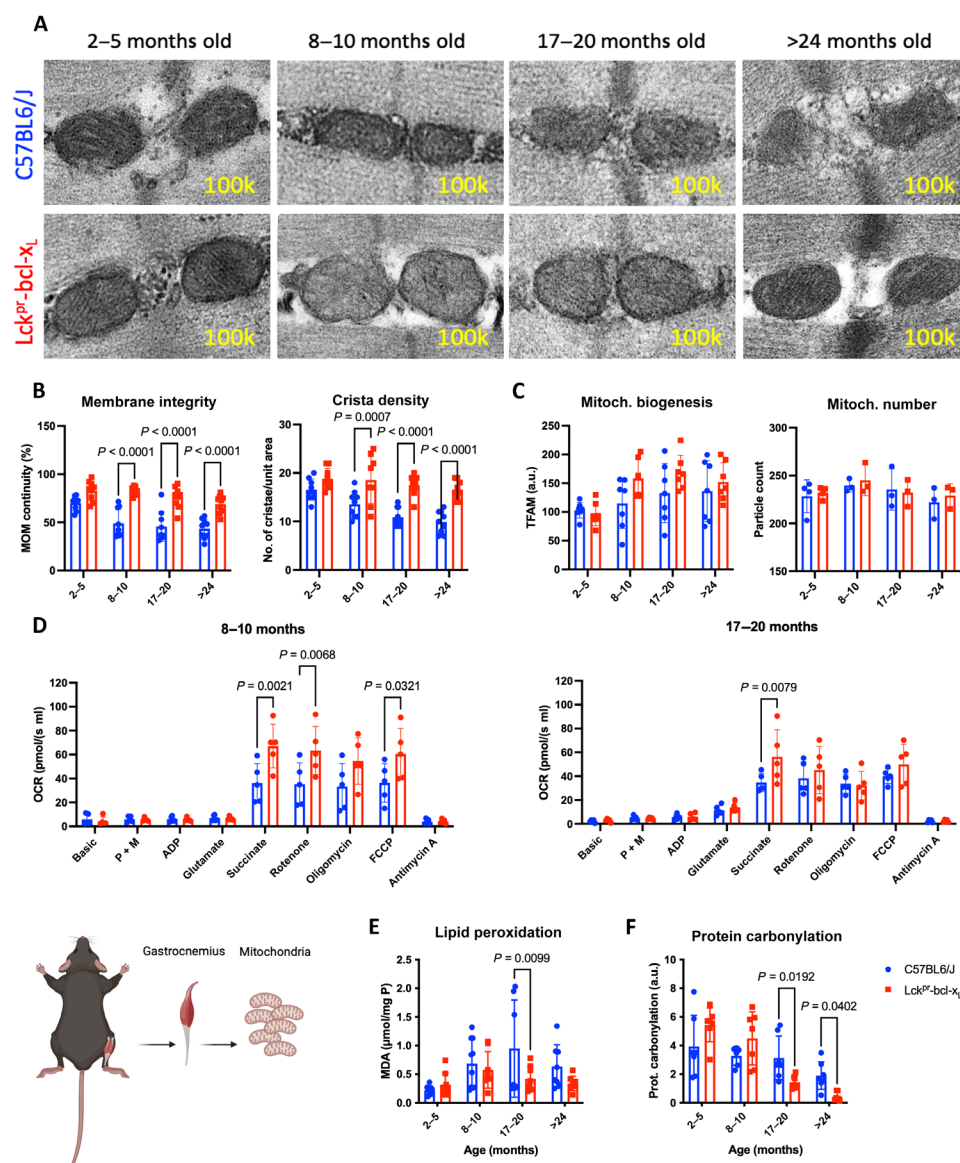 A
2–5 months old
8–10 months old
17–20 months old
>24 months old
C57BL6/J
100k
100k
100k
100k
Lckᵖʳ-bcl-xL
100k
100k
100k
100k
B
Membrane integrity
MOM continuity (%)
200
150
100
50
0
P < 0.0001
P < 0.0001
P < 0.0001
2–5
8–10
17–20
>24
Crista density
No. of cristae/unit area
30
20
10
0
P = 0.0007
P < 0.0001
P < 0.0001
2–5
8–10
17–20
>24
C
Mitoch. biogenesis
TFAM (a.u.)
250
200
150
100
50
0
2–5
8–10
17–20
>24
Mitoch. number
Particle count
300
250
200
150
2–5
8–10
17–20
>24
D
8–10 months
OCR (pmol/(s ml)
120
100
80
60
40
20
0
P = 0.0021
P = 0.0068
P = 0.0321
Basic
P + M
ADP
Glutamate
Succinate
Rotenone
Oligomycin
FCCP
Antimycin A
17–20 months
OCR (pmol/(s ml)
120
100
80
60
40
20
0
P = 0.0079
Basic
P + M
ADP
Glutamate
Succinate
Rotenone
Oligomycin
FCCP
Antimycin A
Gastrocnemius
Mitochondria
E
Lipid peroxidation
MDA (µmol/mg P)
2.5
2.0
1.5
1.0
0.5
0.0
P = 0.0099
2–5
8–10
17–20
>24
Age (months)
F
Protein carbonylation
Prot. carbonylation (a.u.)
10
8
6
4
2
0
P = 0.0192
P = 0.0402
2–5
8–10
17–20
>24
Age (months)
C57BL6/J
Lckᵖʳ-bcl-xL